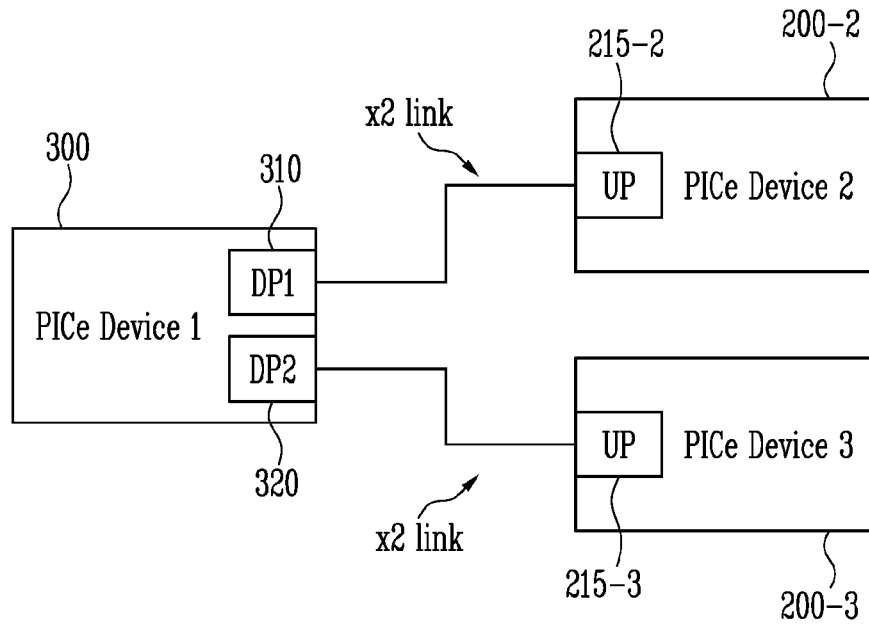 200-2
215-2
x2 link
UP
PICe Device 2
300
310
DP1
PICe Device 1
DP2
320
UP
PICe Device 3
x2 link
215-3
200-3